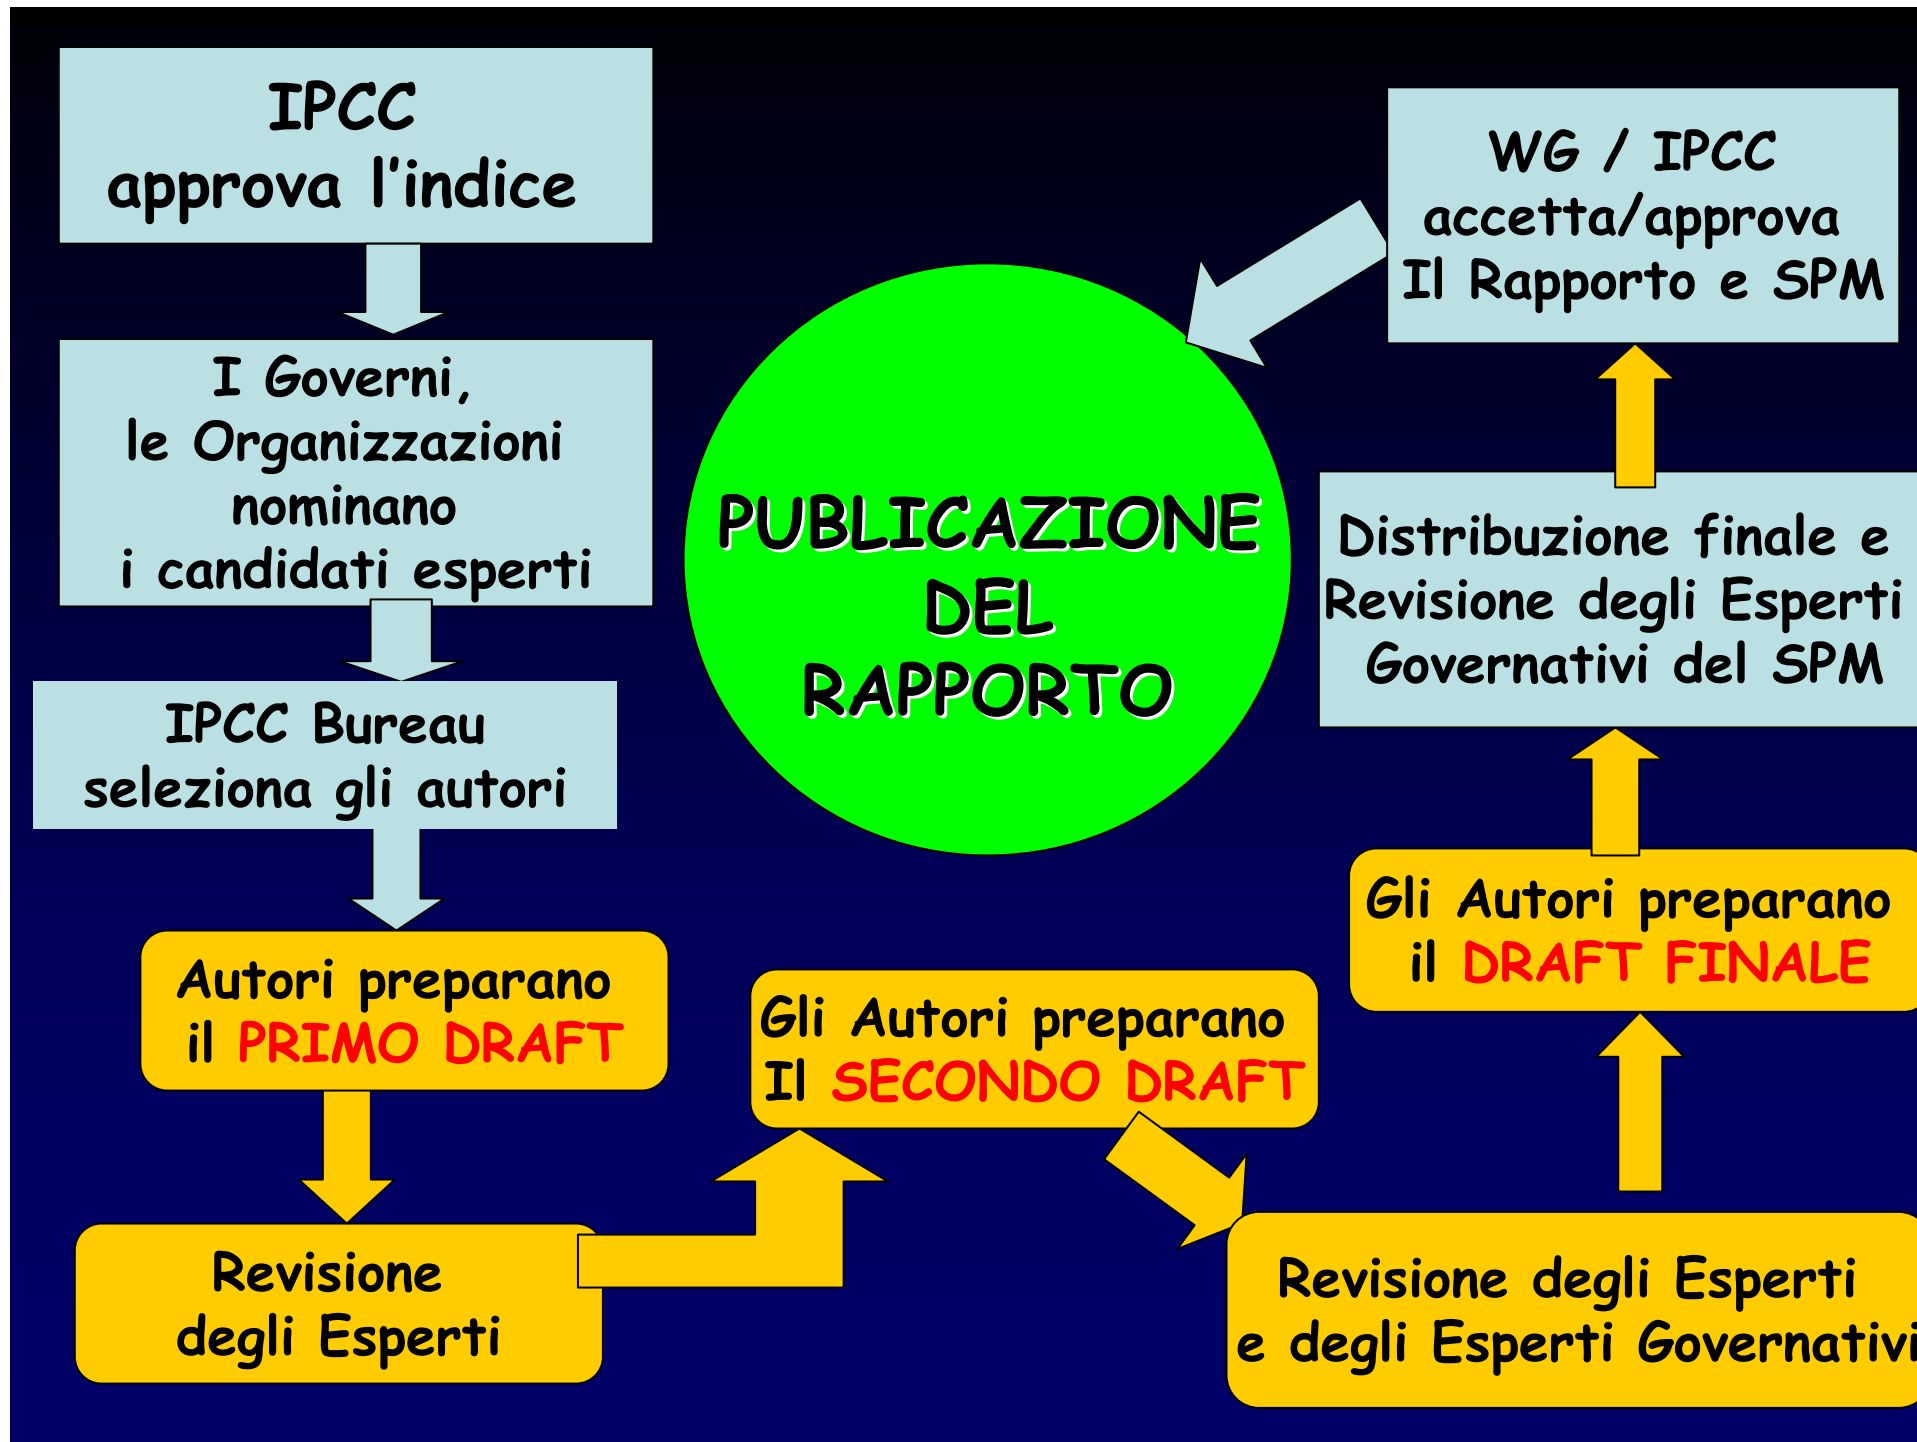 IPCC
approva l'indice
I Governi,
le Organizzazioni
nominano
i candidati esperti
IPCC Bureau
seleziona gli autori
Autori preparano
il PRIMO DRAFT
Revisione
degli Esperti
Gli Autori preparano
Il SECONDO DRAFT
Revisione degli Esperti
e degli Esperti Governativi
Gli Autori preparano
il DRAFT FINALE
Distribuzione finale e
Revisione degli Esperti
Governativi del SPM
WG / IPCC
accetta/approva
Il Rapporto e SPM
PUBLICAZIONE
DEL
RAPPORTO